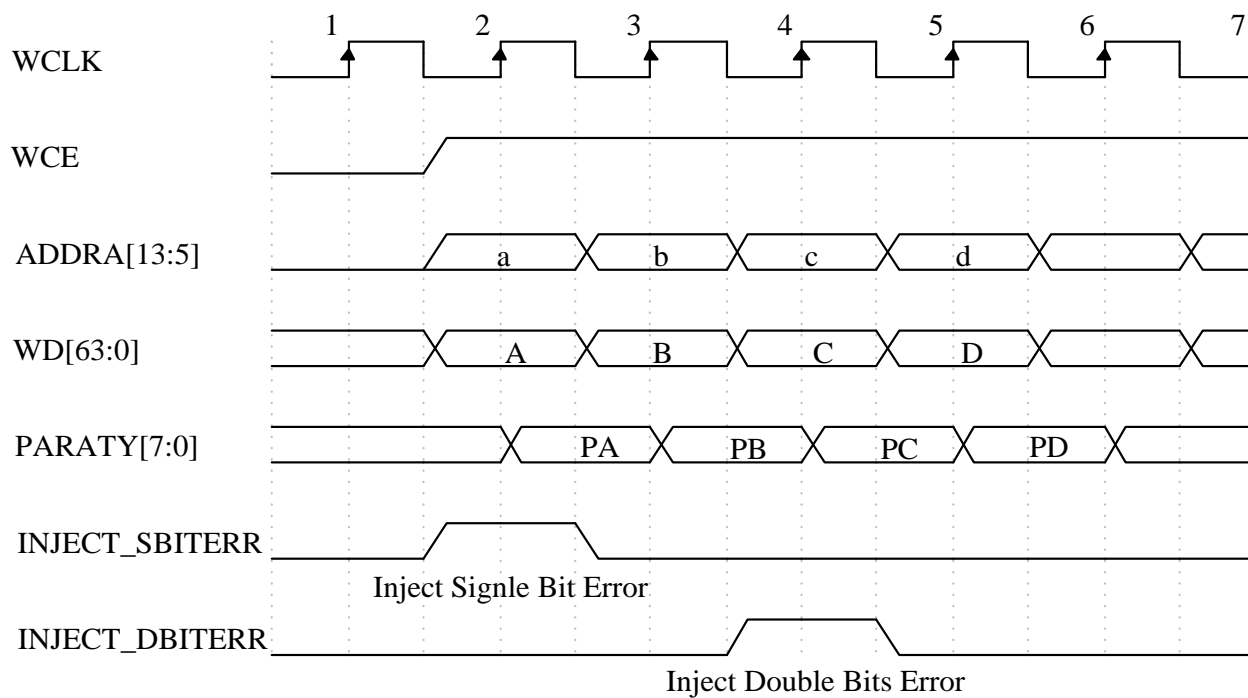 1 2 3 4 5 6 7
WCLK
WCE
ADDRA[13:5]
a b c d
WD[63:0]
A B C D
PARATY[7:0]
PA PB PC PD
INJECT_SBITERR
Inject Signle Bit Error
INJECT_DBITERR
Inject Double Bits Error